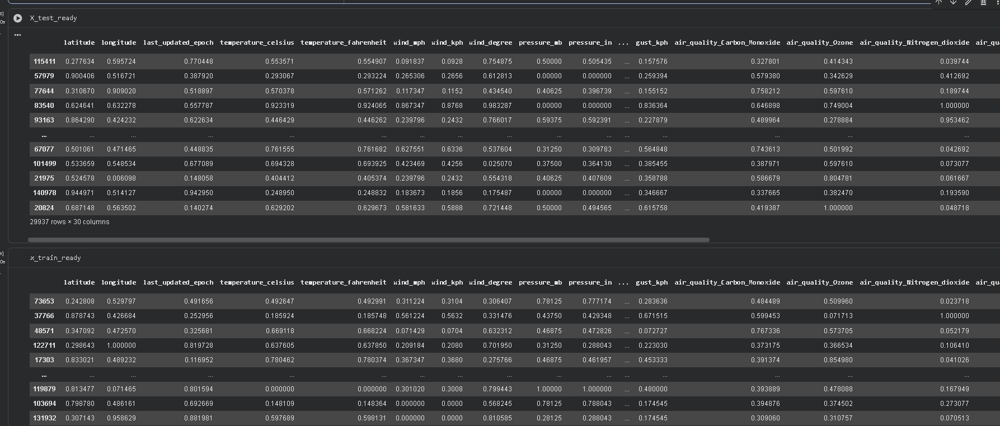 s]
0s
X_test_ready
...
latitude longitude last_updated_epoch temperature_celsius temperature_fahrenheit wind_mph wind_kph wind_degree pressure_mb pressure_in ... gust_kph air_quality_Carbon_Monoxide air_quality_Ozone air_quality_Nitrogen_dioxide air_qu
115411 0.277634 0.595724 0.770448 0.553571 0.554907 0.091837 0.0928 0.754875 0.50000 0.505435 ... 0.157576 0.327801 0.414343 0.039744
57979 0.900406 0.516721 0.387920 0.293067 0.293224 0.265306 0.2656 0.612813 0.00000 0.000000 ... 0.259394 0.579380 0.342629 0.412692
77644 0.310670 0.909020 0.518897 0.570378 0.571262 0.117347 0.1152 0.434540 0.40625 0.396739 ... 0.155152 0.758212 0.597610 0.189744
83540 0.624641 0.632278 0.557787 0.923319 0.924065 0.867347 0.8768 0.983287 0.00000 0.000000 ... 0.836364 0.646898 0.749004 1.000000
93163 0.864290 0.424232 0.622634 0.446429 0.446262 0.239796 0.2432 0.766017 0.59375 0.592391 ... 0.227879 0.489964 0.278884 0.953462
... ... ... ... ... ... ... ... ... ... ... ... ... ... ... ...
67077 0.501061 0.471465 0.448835 0.761555 0.761682 0.627551 0.6336 0.537604 0.31250 0.309783 ... 0.564848 0.743613 0.501992 0.042692
101499 0.533659 0.548534 0.677089 0.694328 0.693925 0.423469 0.4256 0.025070 0.37500 0.364130 ... 0.385455 0.387971 0.597610 0.073077
21975 0.524578 0.006098 0.148058 0.404412 0.405374 0.239796 0.2432 0.554318 0.40625 0.407609 ... 0.358788 0.586679 0.804781 0.061667
140978 0.944971 0.514127 0.942950 0.248950 0.248832 0.183673 0.1856 0.175487 0.00000 0.000000 ... 0.346667 0.337665 0.382470 0.193590
20824 0.687148 0.563502 0.140274 0.629202 0.629673 0.581633 0.5888 0.721448 0.50000 0.494565 ... 0.615758 0.419387 1.000000 0.048718
29937 rows × 30 columns
0s
x_train_ready
latitude longitude last_updated_epoch temperature_celsius temperature_fahrenheit wind_mph wind_kph wind_degree pressure_mb pressure_in ... gust_kph air_quality_Carbon_Monoxide air_quality_Ozone air_quality_Nitrogen_dioxide air_qu
73653 0.242808 0.529797 0.491656 0.492647 0.492991 0.311224 0.3104 0.306407 0.78125 0.777174 ... 0.283636 0.484489 0.509960 0.023718
37766 0.878743 0.426684 0.252956 0.185924 0.185748 0.561224 0.5632 0.331476 0.43750 0.429348 ... 0.671515 0.599453 0.071713 1.000000
48571 0.347092 0.472570 0.325681 0.669118 0.668224 0.071429 0.0704 0.632312 0.46875 0.472826 ... 0.072727 0.767336 0.573705 0.052179
122711 0.298643 1.000000 0.819728 0.637605 0.637850 0.209184 0.2080 0.701950 0.31250 0.288043 ... 0.223030 0.373175 0.366534 0.106410
17303 0.833021 0.489232 0.116952 0.780462 0.780374 0.367347 0.3680 0.275766 0.46875 0.461957 ... 0.453333 0.391374 0.854980 0.041026
... ... ... ... ... ... ... ... ... ... ... ... ... ... ... ...
119879 0.813477 0.071465 0.801594 0.000000 0.000000 0.301020 0.3008 0.799443 1.00000 1.000000 ... 0.480000 0.393889 0.478088 0.167949
103694 0.798780 0.486161 0.692669 0.148109 0.148364 0.000000 0.0000 0.568245 0.78125 0.788043 ... 0.174545 0.394876 0.374502 0.273077
131932 0.307143 0.958629 0.881981 0.597689 0.598131 0.000000 0.0000 0.810585 0.28125 0.288043 ... 0.174545 0.309060 0.310757 0.070513